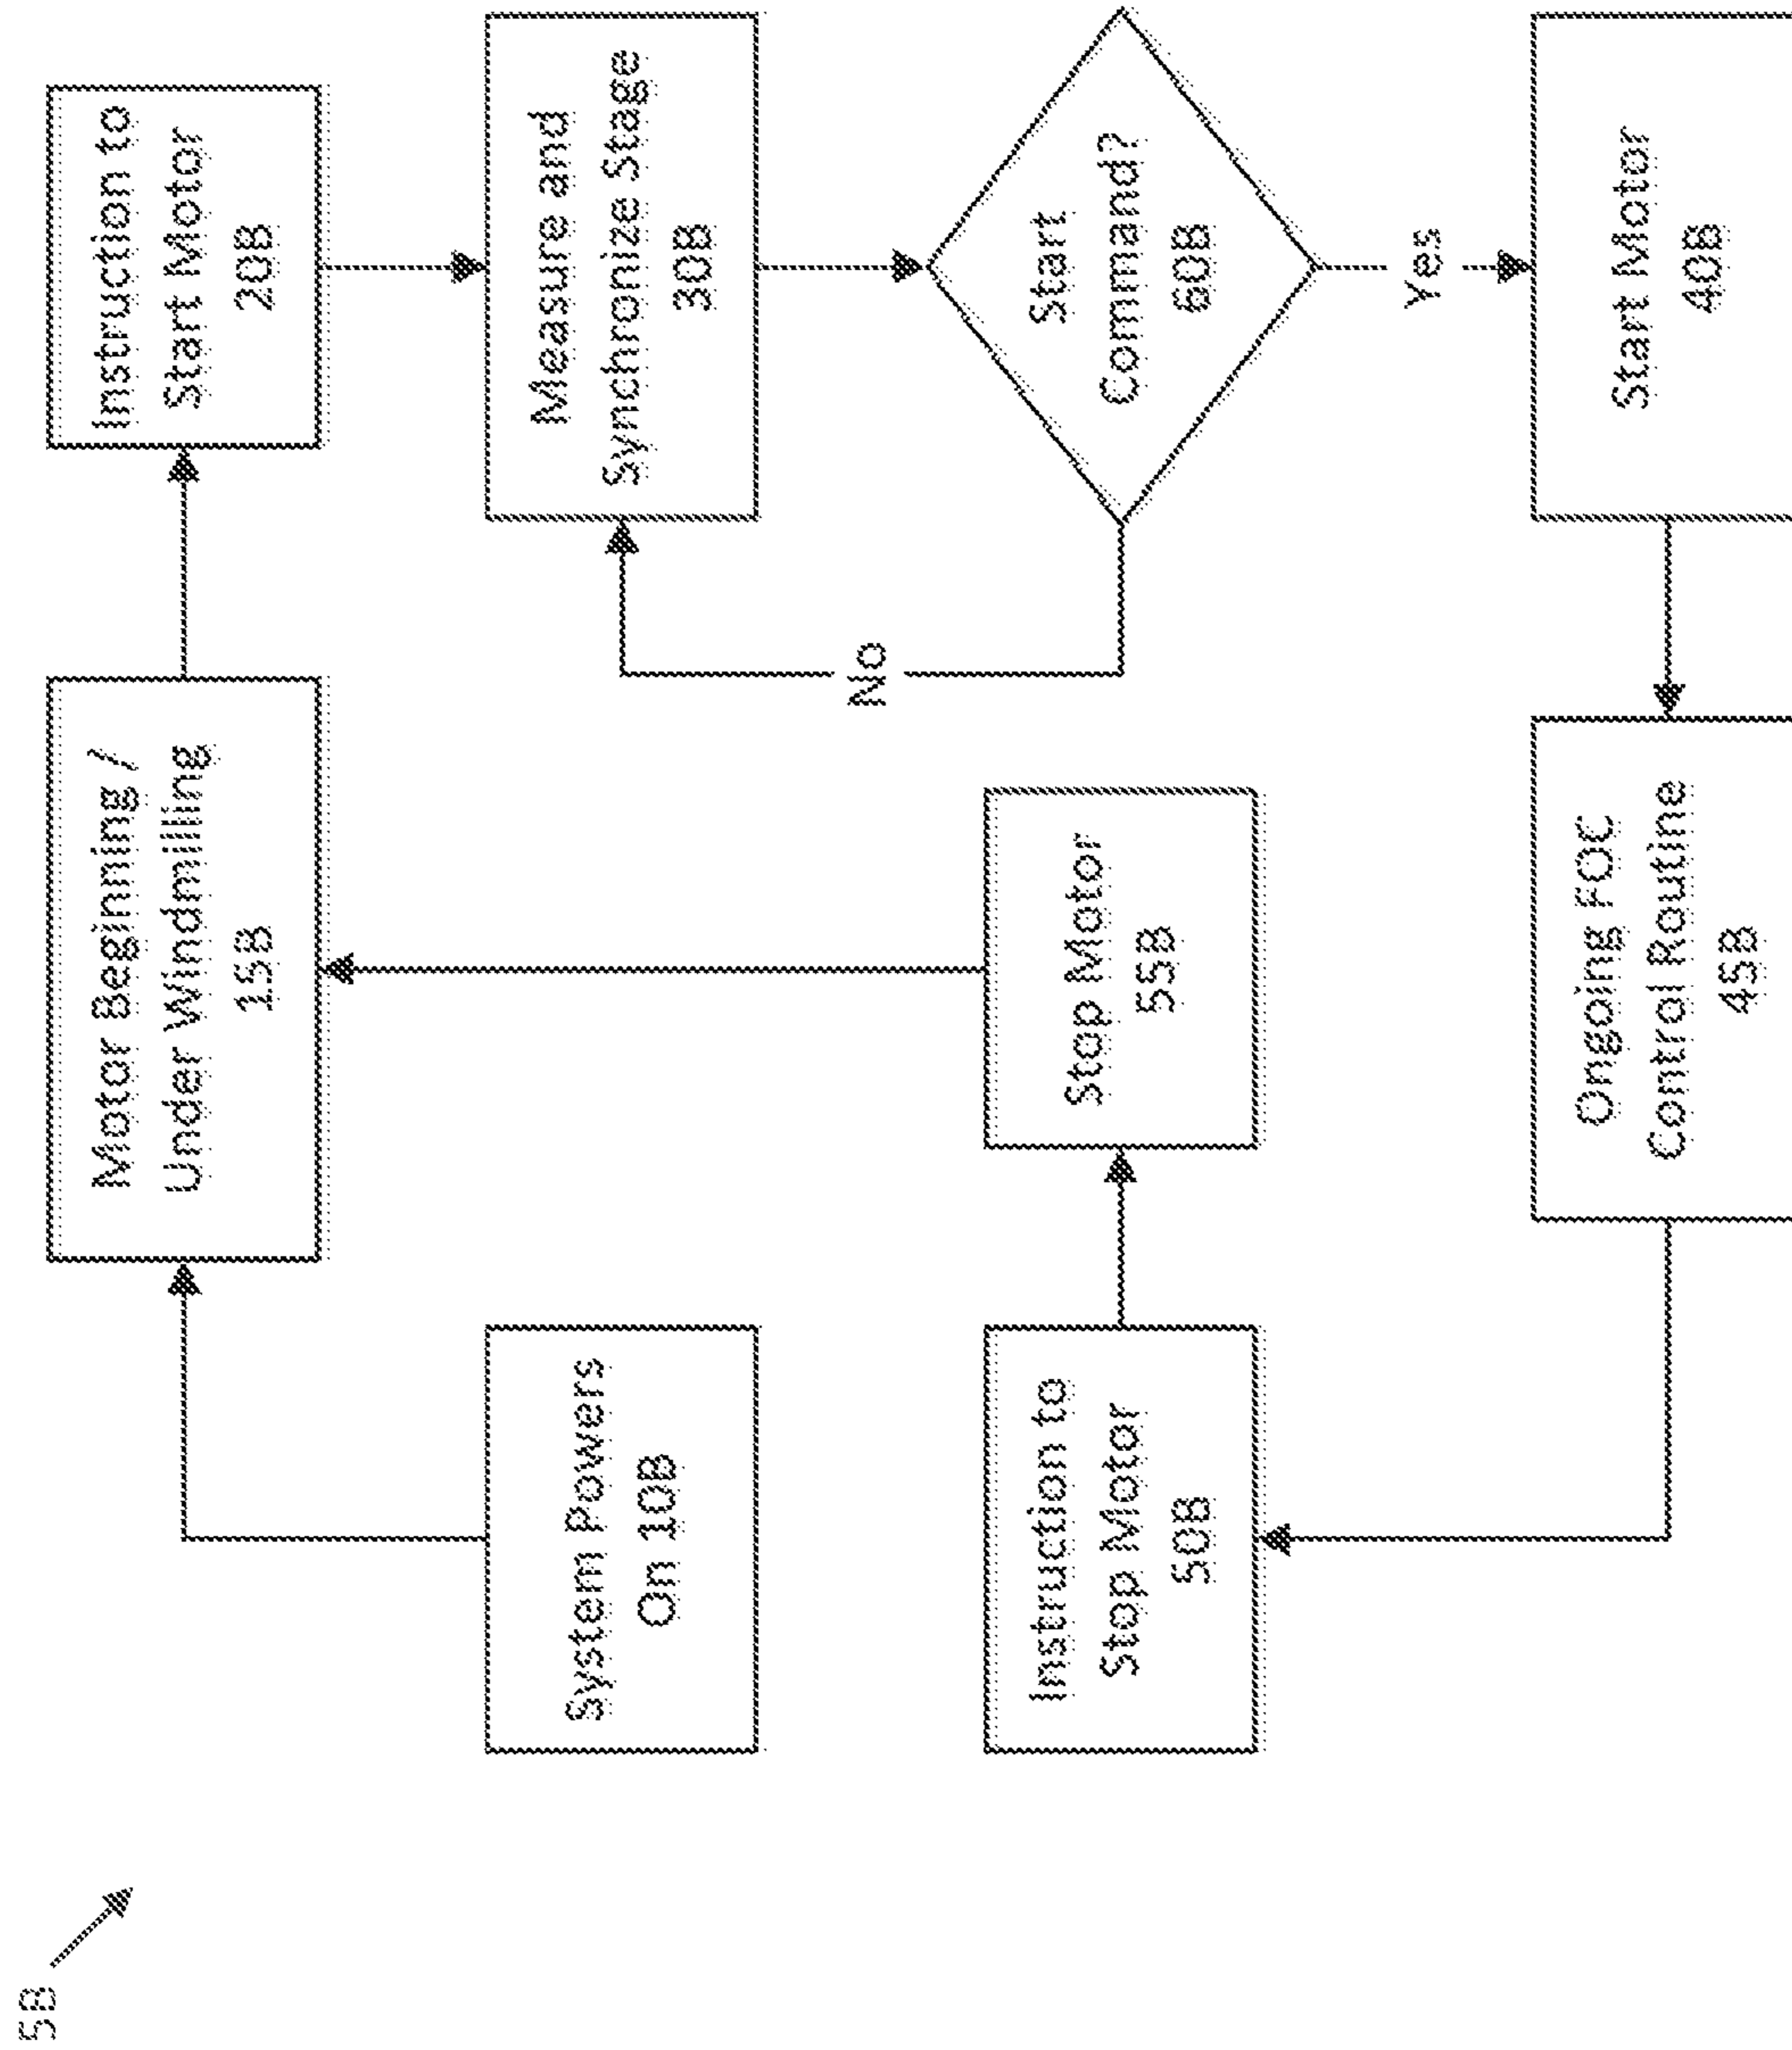 5B
Motor Beginning /
Under Windmilling
15B
Instruction to
Start Motor
20B
System Powers
On 10B
Measure and
Synchronize Stage
30B
No
Instruction to
Stop Motor
50B
Stop Motor
55B
Start
Command?
60B
Yes
Ongoing FOC
Control Routine
45B
Start Motor
40B